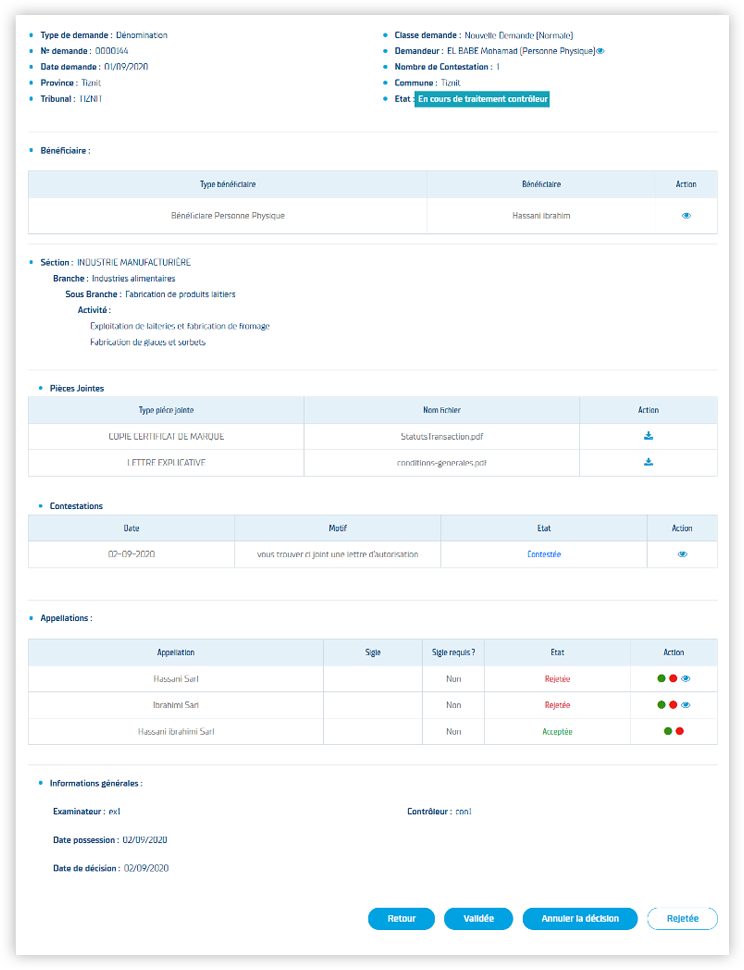 Type de demande : Dénomination
Classe demande : Nouvelle Demande (Normale)
N° demande : 0000144
Demandeur : EL BABE Mohamad (Personne Physique)
Date demande : 01/09/2020
Nombre de Contestation : 1
Province : Tiznit
Commune : Tiznit
Tribunal : TIZNIT
Etat : En cours de traitement contrôleur
Bénéficiaire :
Type bénéficiaire Bénéficiaire Action
Bénéficiare Personne Physique Hassani ibrahim
Séction : INDUSTRIE MANUFACTURIÈRE
Branche : Industries alimentaires
Sous Branche : Fabrication de produits laitiers
Activité :
Exploitation de laiteries et fabrication de fromage
Fabrication de glaces et sorbets
Pièces Jointes
Type pièce jointe Nom fichier Action
COPIE CERTIFICAT DE MARQUE StatutsTransaction.pdf
LETTRE EXPLICATIVE conditions-generales.pdf
Contestations
Date Motif Etat Action
02-09-2020 vous trouver ci joint une lettre d'autorisation Contestée
Appellations :
Appellation Sigle Sigle requis ? Etat Action
Hassani Sarl Non Rejetée
Ibrahimi Sarl Non Rejetée
Hassani ibrahimi Sarl Non Acceptée
Informations générales :
Examinateur : ex1
Contrôleur : con1
Date possession : 02/09/2020
Date de décision : 02/09/2020
Retour Validée Annuler la décision Rejetée